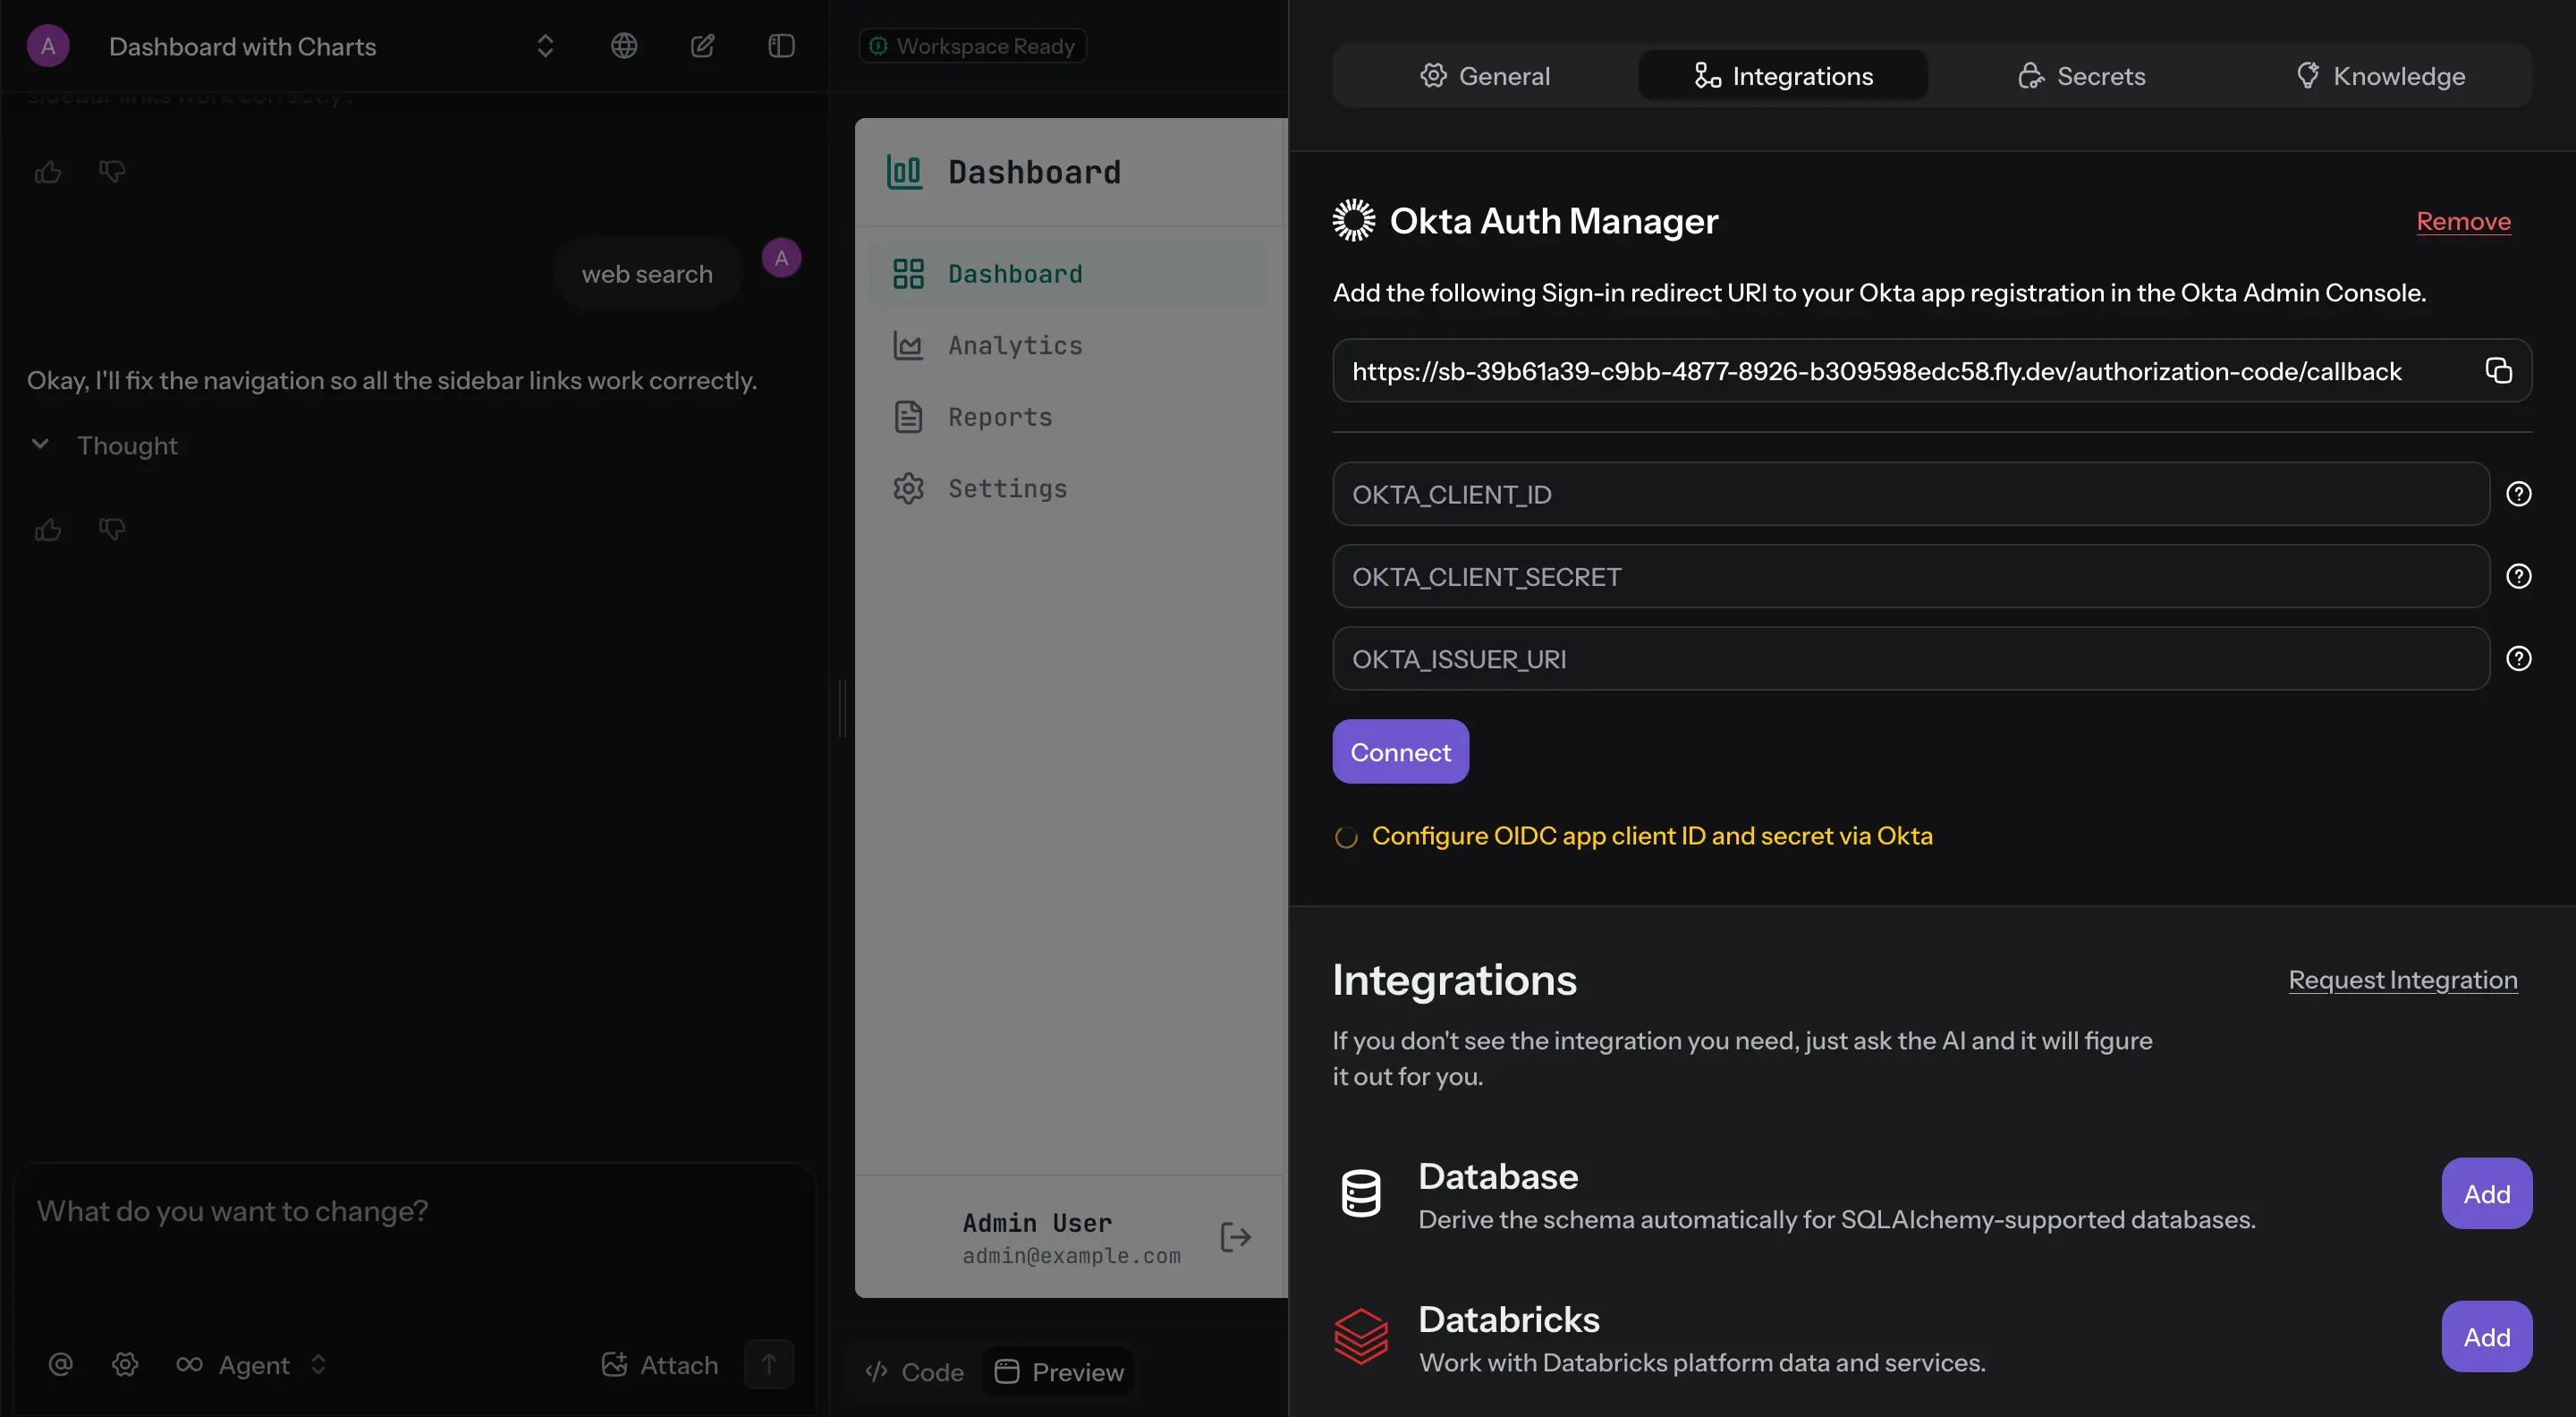 A
Dashboard with Charts
sidebar links work correctly.
web search
A
Okay, I'll fix the navigation so all the sidebar links work correctly.
Thought
What do you want to change?
Agent
Attach
Workspace Ready
Dashboard
Dashboard
Analytics
Reports
Settings
Admin User
admin@example.com
Code
Preview
General
Integrations
Secrets
Knowledge
Okta Auth Manager
Remove
Add the following Sign-in redirect URI to your Okta app registration in the Okta Admin Console.
https://sb-39b61a39-c9bb-4877-8926-b309598edc58.fly.dev/authorization-code/callback
OKTA_CLIENT_ID
OKTA_CLIENT_SECRET
OKTA_ISSUER_URI
Connect
Configure OIDC app client ID and secret via Okta
Integrations
Request Integration
If you don't see the integration you need, just ask the AI and it will figure
it out for you.
Database
Derive the schema automatically for SQLAlchemy-supported databases.
Add
Databricks
Work with Databricks platform data and services.
Add